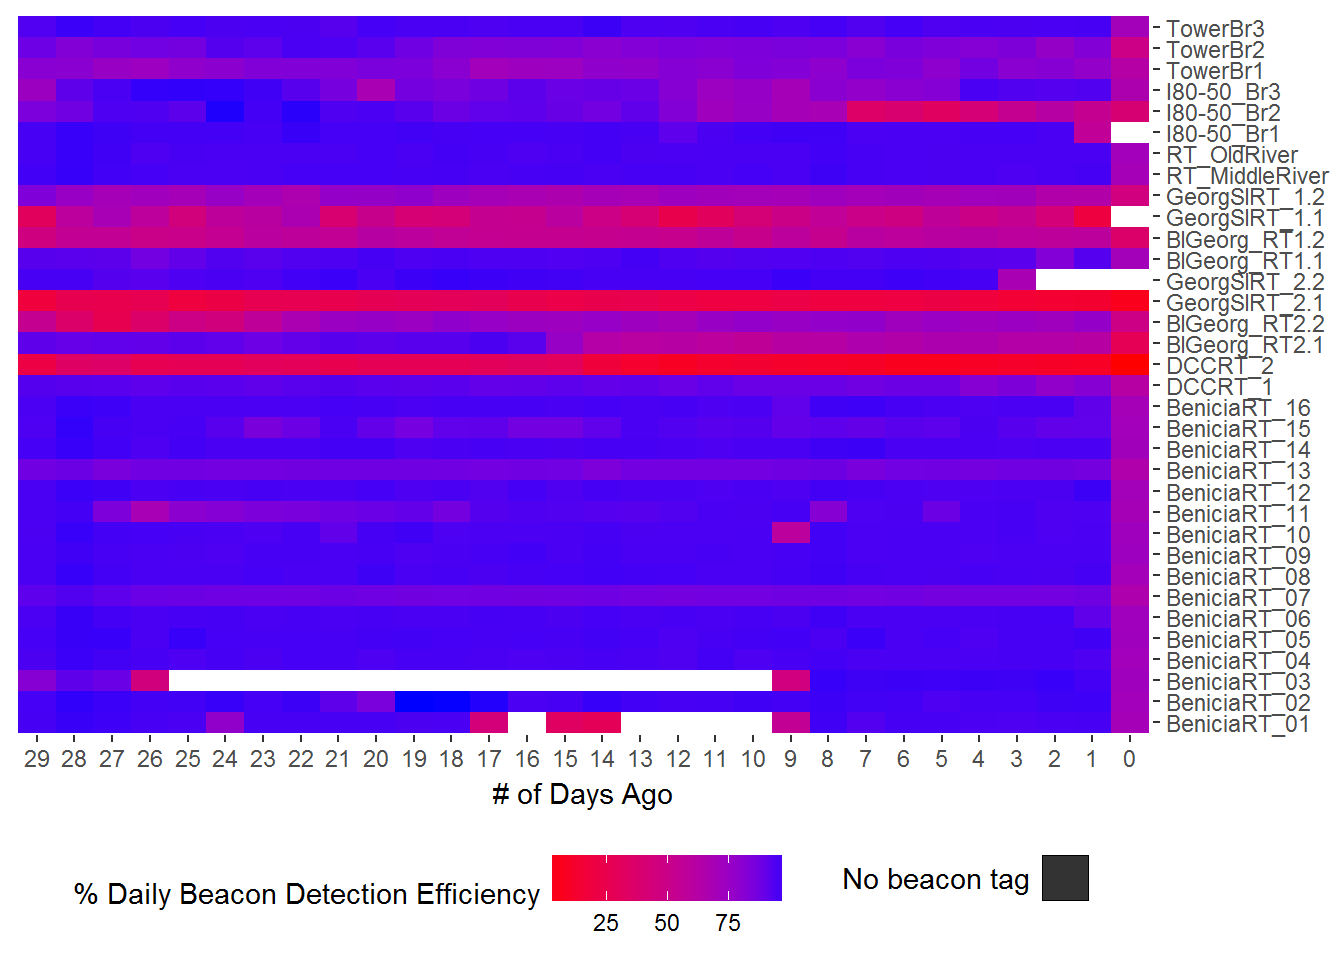 TowerBr3
TowerBr2
TowerBr1
I80-50_Br3
I80-50_Br2
I80-50_Br1
RT_OldRiver
RT_MiddleRiver
GeorgSlRT_1.2
GeorgSlRT_1.1
BlGeorg_RT1.2
BlGeorg_RT1.1
GeorgSlRT_2.2
GeorgSlRT_2.1
BlGeorg_RT2.2
BlGeorg_RT2.1
DCCRT_2
DCCRT_1
BeniciaRT_16
BeniciaRT_15
BeniciaRT_14
BeniciaRT_13
BeniciaRT_12
BeniciaRT_11
BeniciaRT_10
BeniciaRT_09
BeniciaRT_08
BeniciaRT_07
BeniciaRT_06
BeniciaRT_05
BeniciaRT_04
BeniciaRT_03
BeniciaRT_02
BeniciaRT_01
29 28 27 26 25 24 23 22 21 20 19 18 17 16 15 14 13 12 11 10 9 8 7 6 5 4 3 2 1 0
# of Days Ago
% Daily Beacon Detection Efficiency
25 50 75
No beacon tag